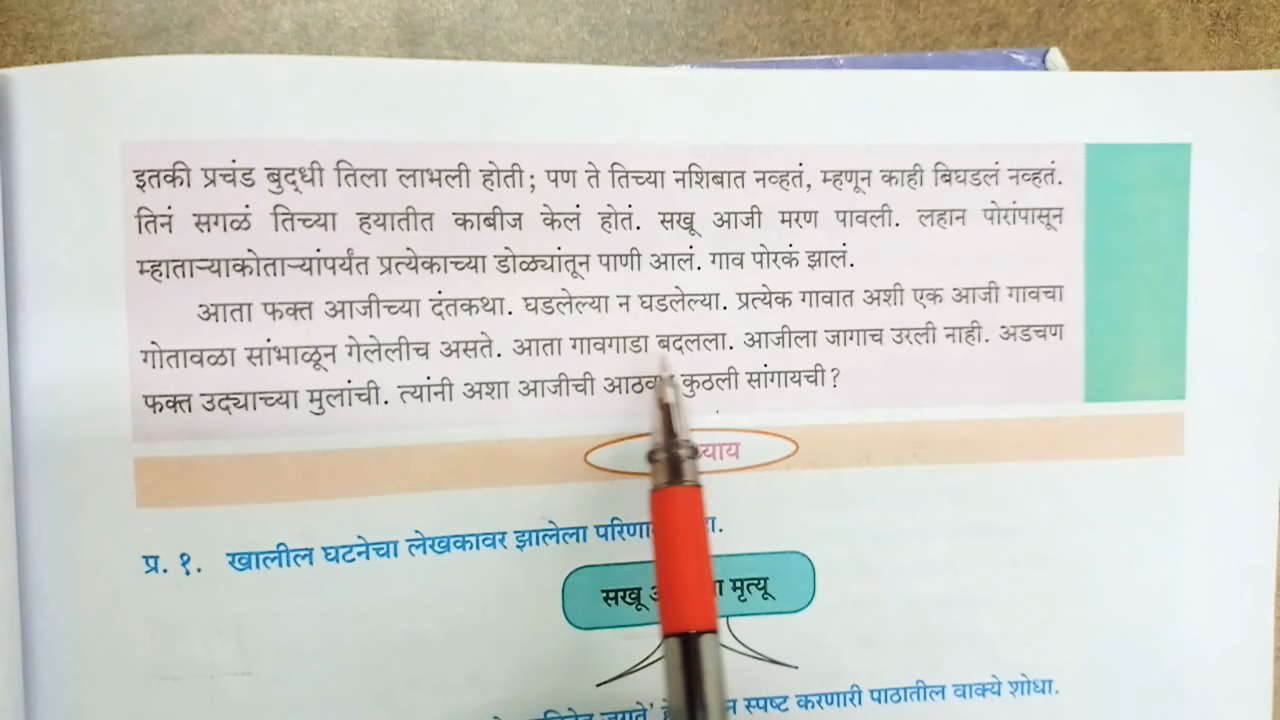 इतकी प्रचंड बुद्धी तिला लाभली होती; पण ते तिच्या नशिबात नव्हतं, म्हणून काही बिघडलं नव्हतं.
तिनं सगळं तिच्या हयातीत काबीज केलं होतं. सखू आजी मरण पावली. लहान पोरांपासून
म्हाताऱ्याकोताऱ्यांपर्यंत प्रत्येकाच्या डोळ्यांतून पाणी आलं. गाव पोरकं झालं.
आता फक्त आजीच्या दंतकथा. घडलेल्या न घडलेल्या. प्रत्येक गावात अशी एक आजी गावचा
गोतावळा सांभाळून गेलेलीच असते. आता गावगाडा बदलला. आजीला जागाच उरली नाही. अडचण
फक्त उद्याच्या मुलांची. त्यांनी अशा आजीची कुठली सांगायची?
प्र. १. खालील घटनेचा लेखकावर झालेला
सखू मृत्यू
स्पष्ट करणारी पाठातील वाक्ये शोधा.